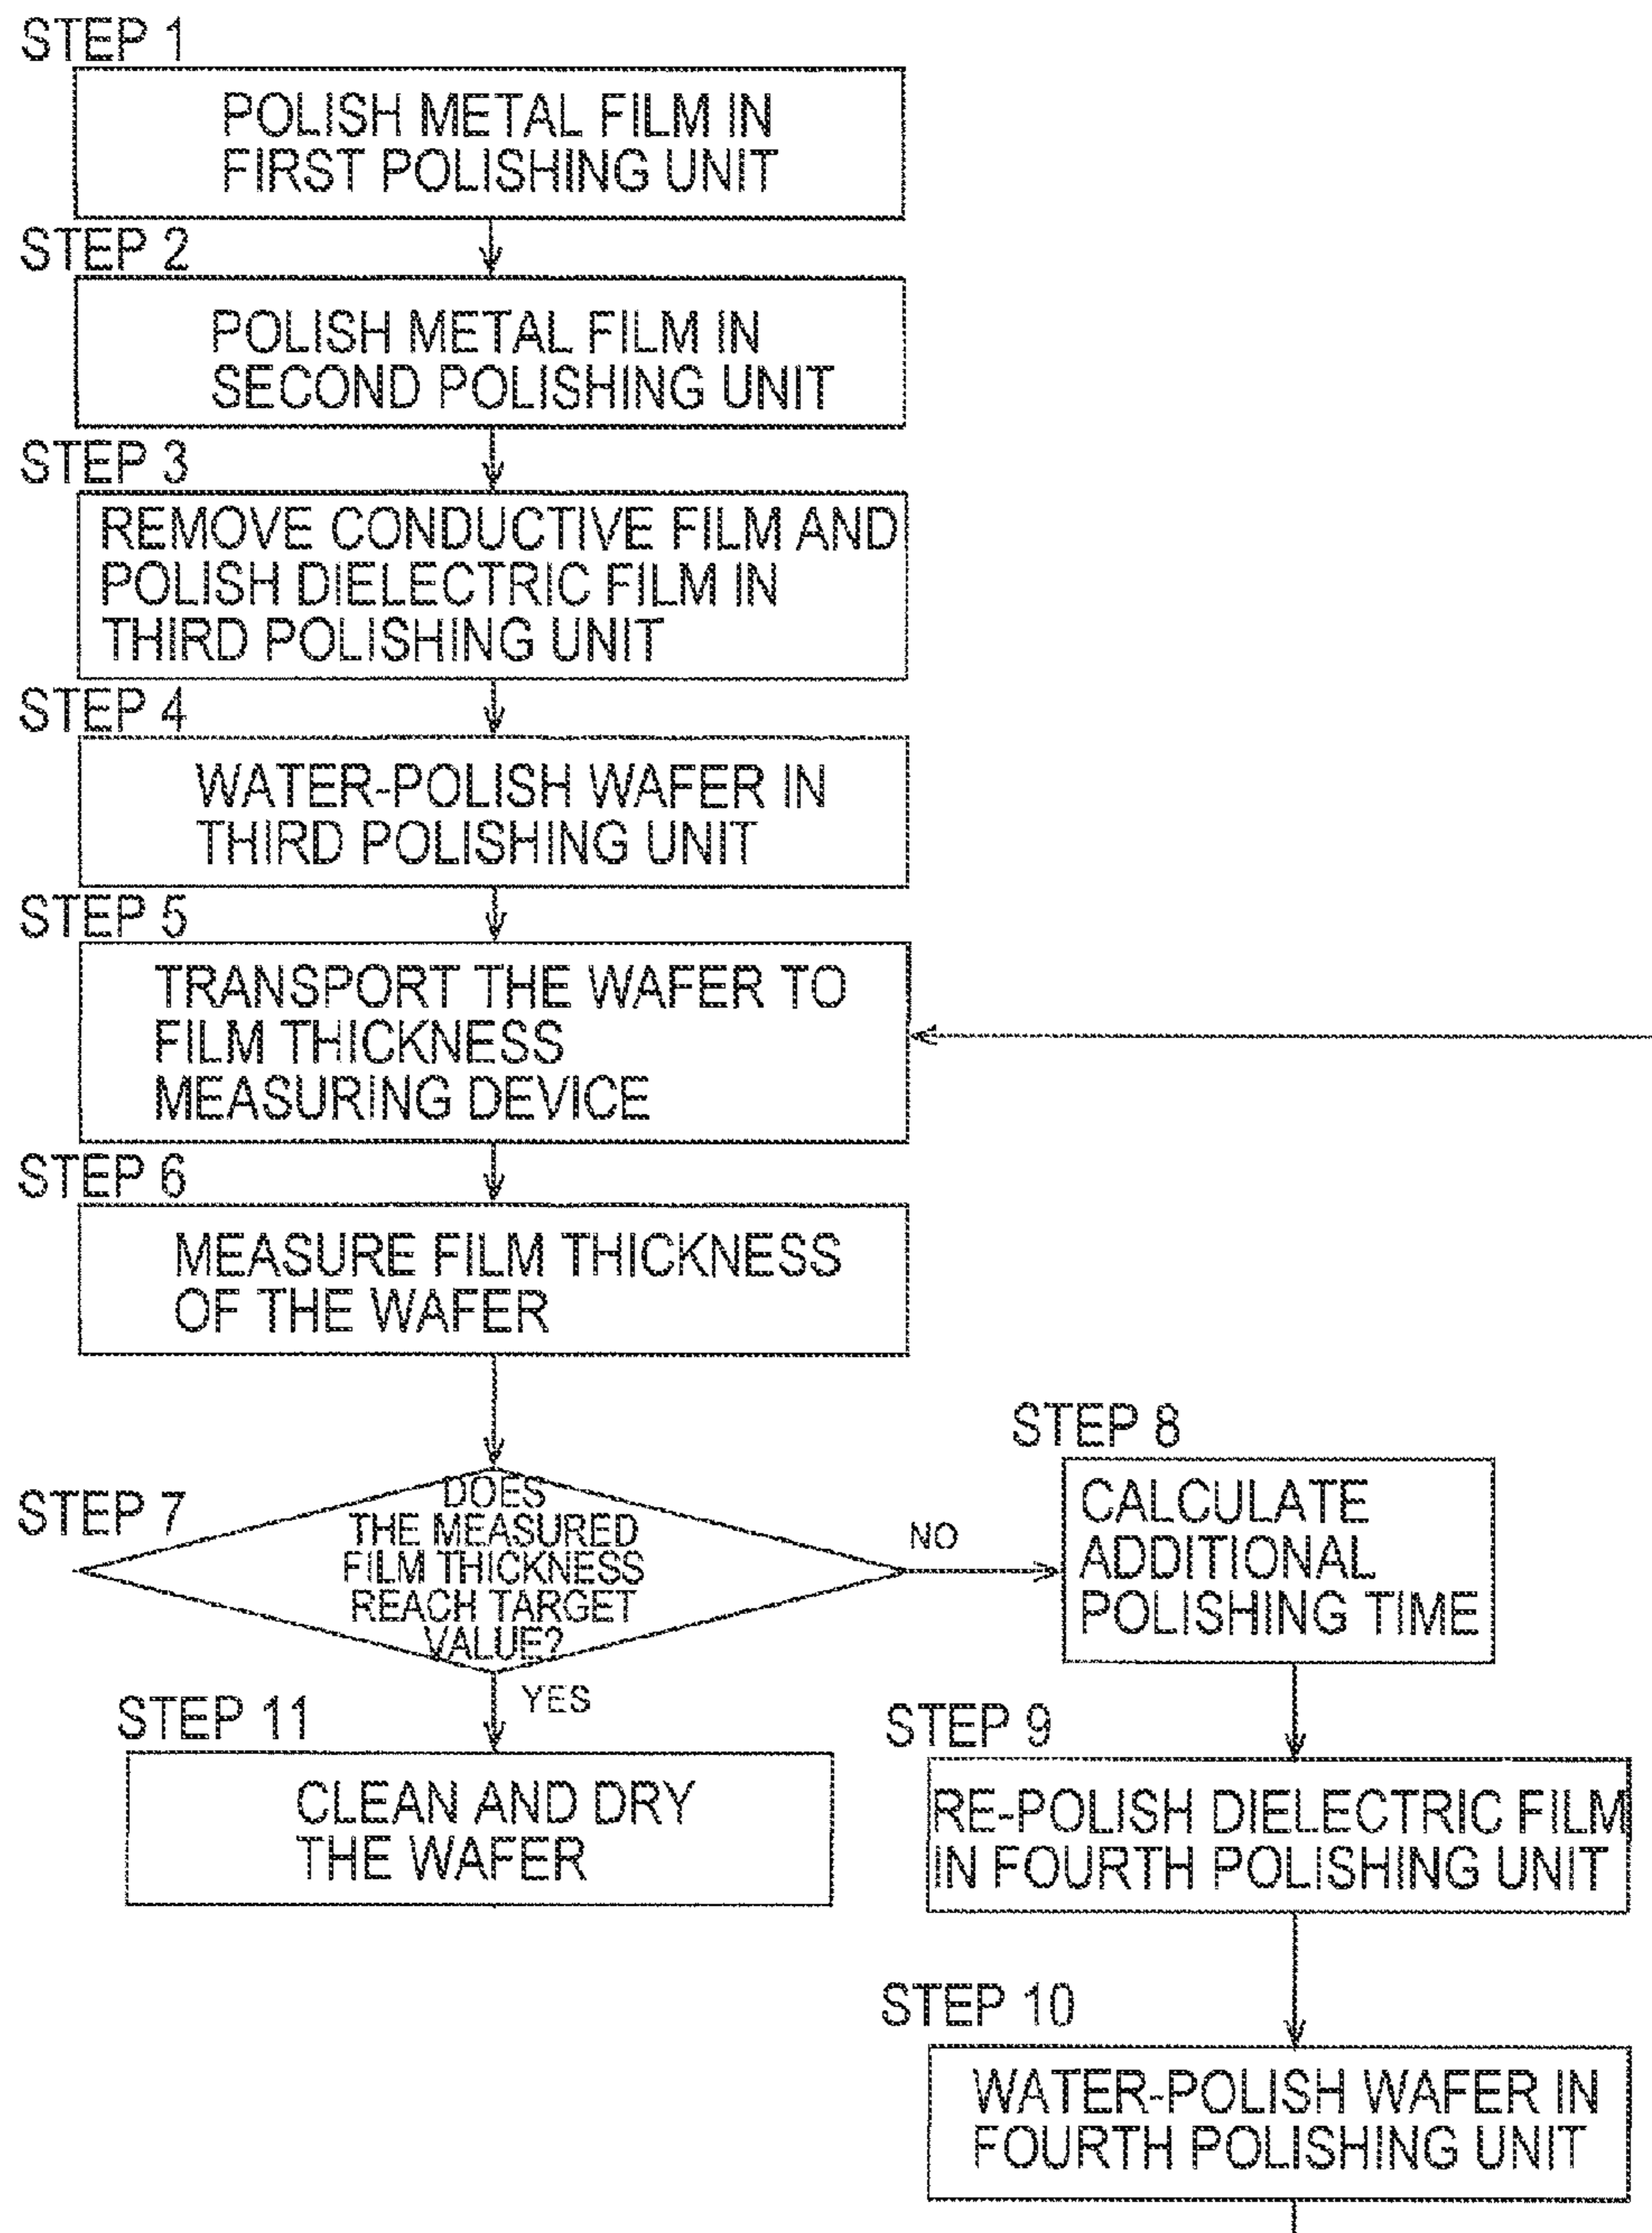 STEP 1
POLISH METAL FILM IN
FIRST POLISHING UNIT
STEP 2
POLISH METAL FILM IN
SECOND POLISHING UNIT
STEP 3
REMOVE CONDUCTIVE FILM AND
POLISH DIELECTRIC FILM IN
THIRD POLISHING UNIT
STEP 4
WATER-POLISH WAFER IN
THIRD POLISHING UNIT
STEP 5
TRANSPORT THE WAFER TO
FILM THICKNESS
MEASURING DEVICE
STEP 6
MEASURE FILM THICKNESS
OF THE WAFER
STEP 7
DOES
THE MEASURED
FILM THICKNESS
REACH TARGET
VALUE?
NO
YES
STEP 8
CALCULATE
ADDITIONAL
POLISHING TIME
STEP 9
RE-POLISH DIELECTRIC FILM
IN FOURTH POLISHING UNIT
STEP 10
WATER-POLISH WAFER IN
FOURTH POLISHING UNIT
STEP 11
CLEAN AND DRY
THE WAFER